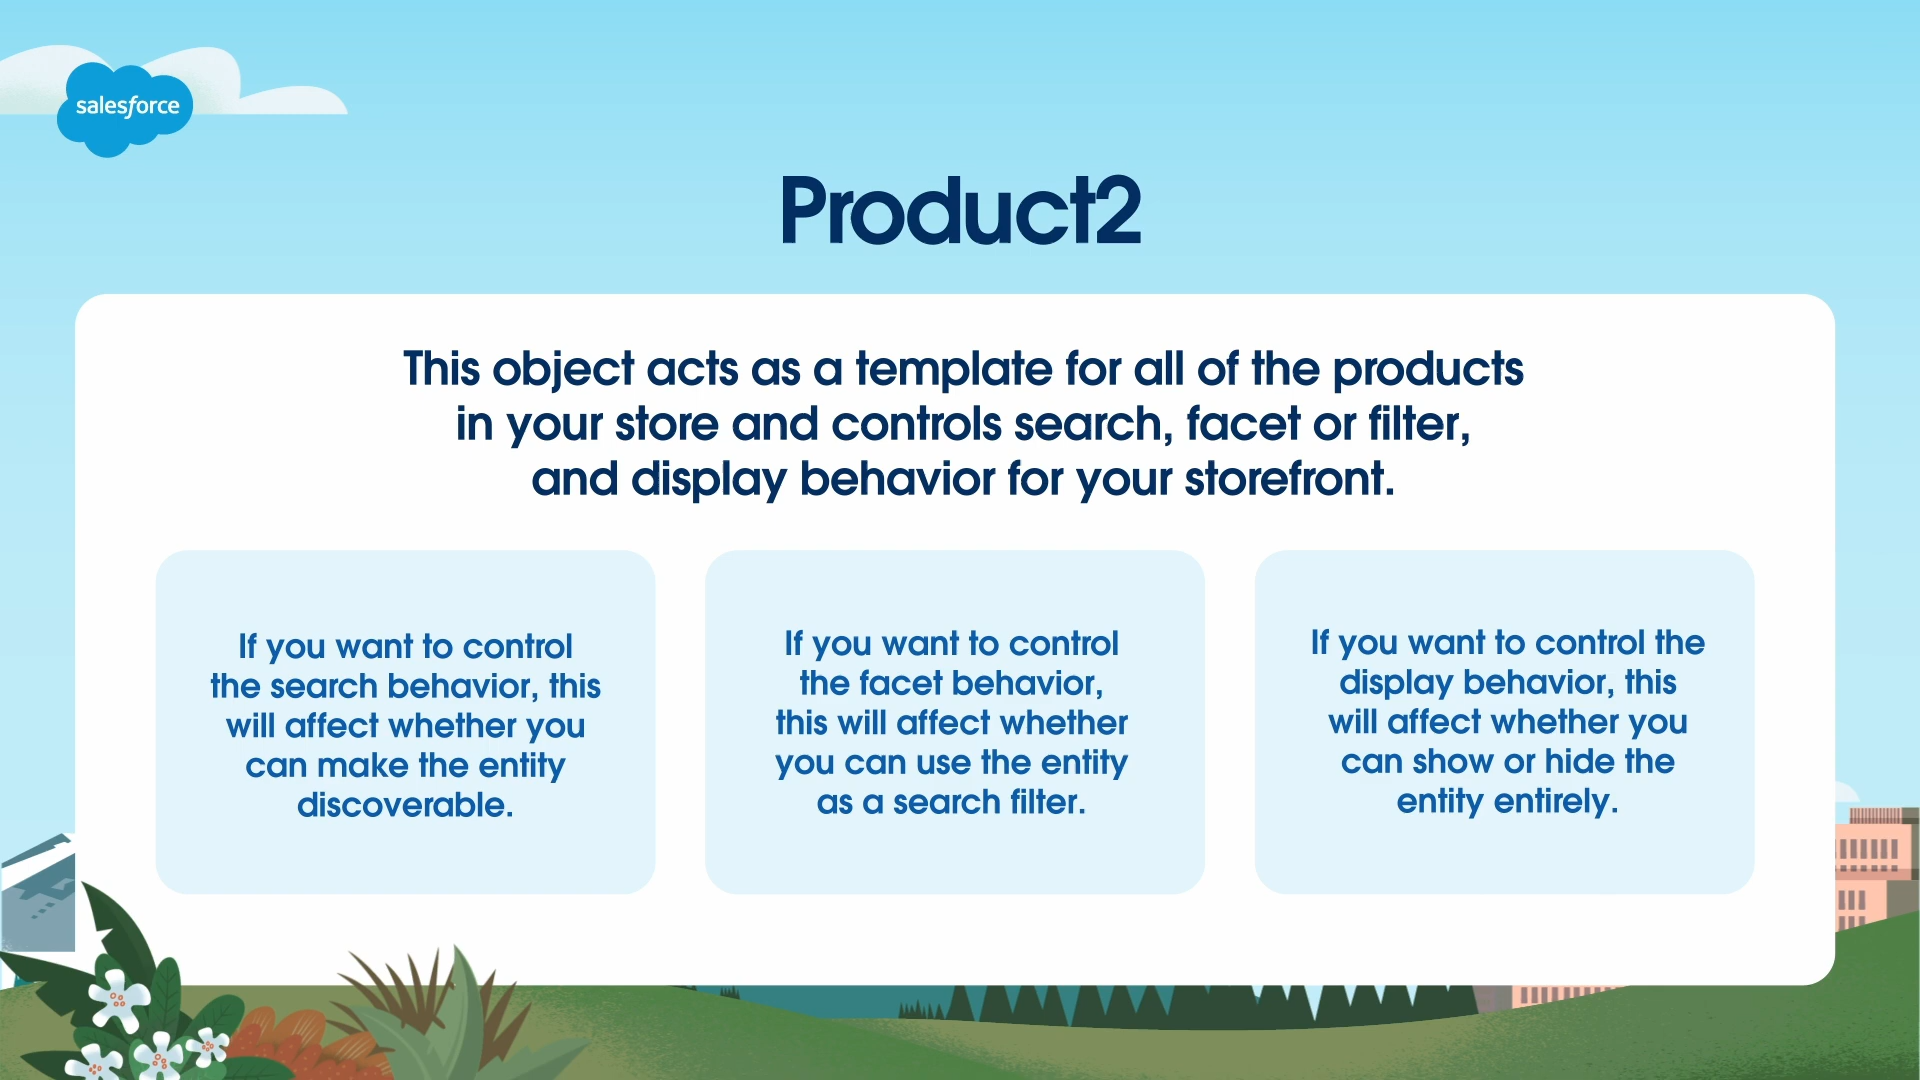 salesforce
Product2
This object acts as a template for all of the products
in your store and controls search, facet or filter,
and display behavior for your storefront.
If you want to control
the search behavior, this
will affect whether you
can make the entity
discoverable.
If you want to control
the facet behavior,
this will affect whether
you can use the entity
as a search filter.
If you want to control the
display behavior, this
will affect whether you
can show or hide the
entity entirely.